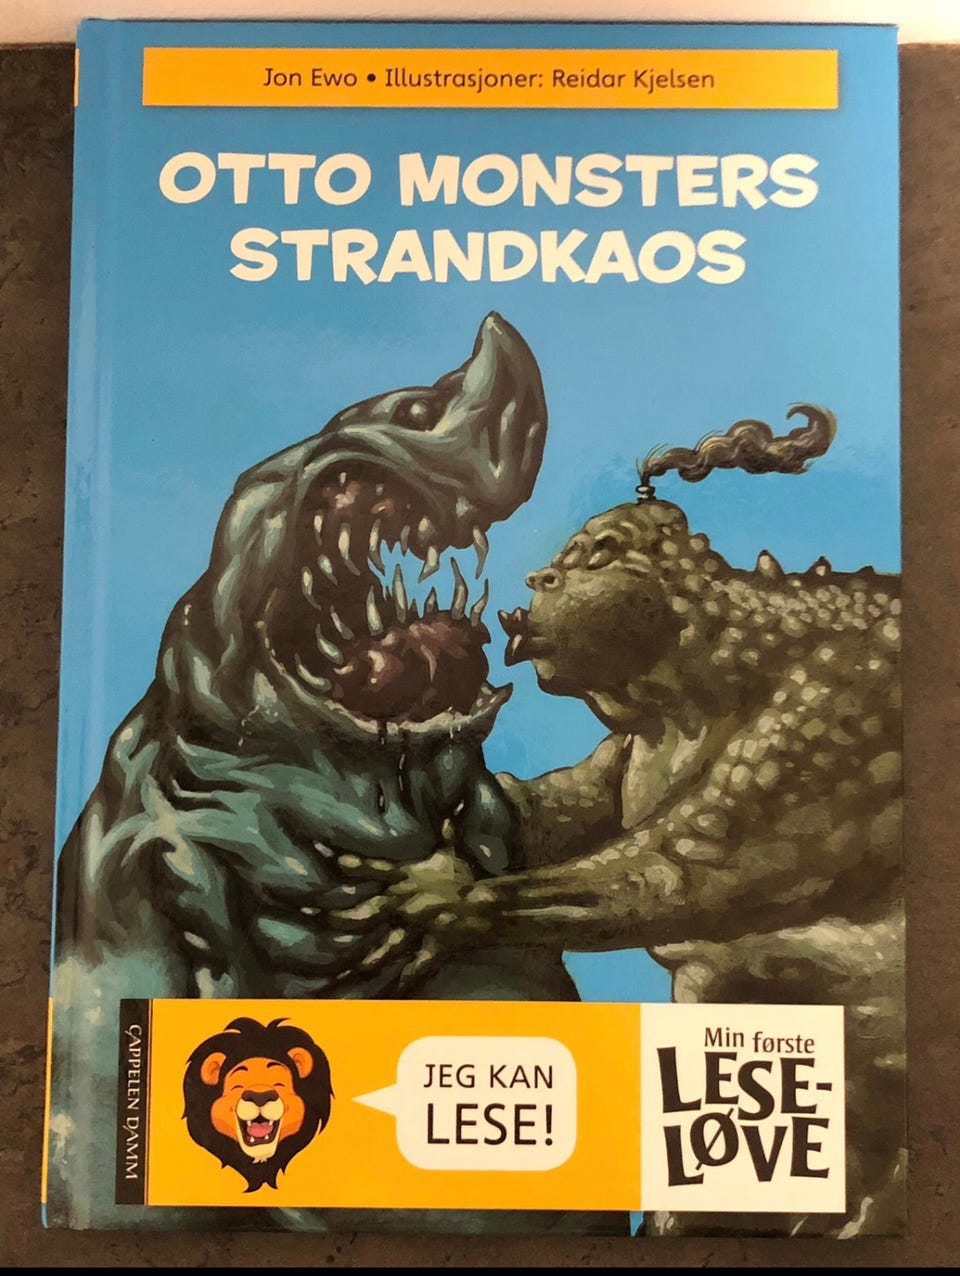 Jon Ewo • Illustrasjoner: Reidar Kjelsen
OTTO MONSTERS
STRANDKAOS
CAPPELEN DAMM
JEG KAN
LESE!
Min første
LESE-
LØVE